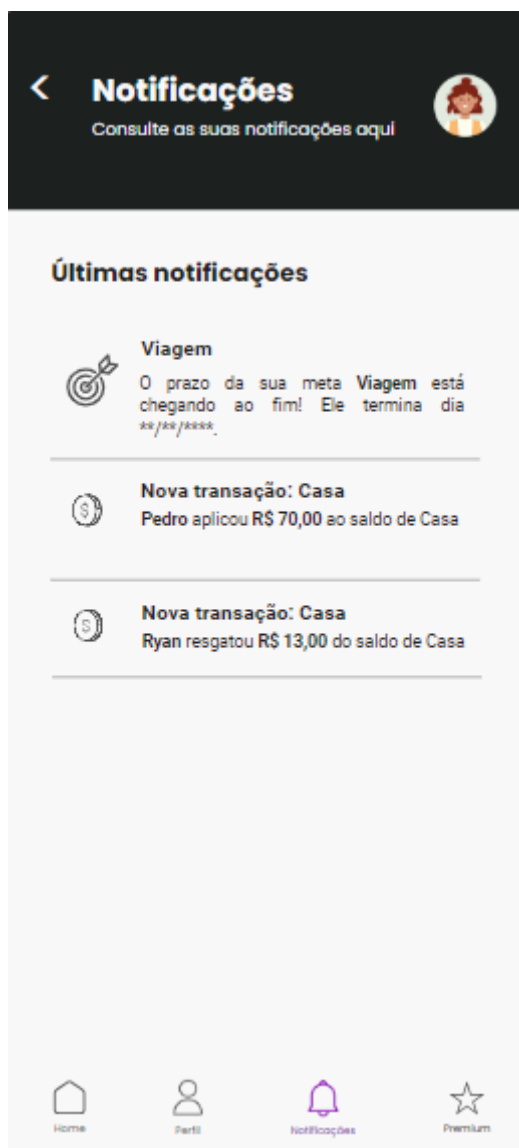 Notificações
Consulte as suas notificações aqui
Últimas notificações
Viagem
O prazo da sua meta Viagem está
chegando ao fim! Ele termina dia
**/**/****.
Nova transação: Casa
Pedro aplicou R$ 70,00 ao saldo de Casa
Nova transação: Casa
Ryan resgatou R$ 13,00 do saldo de Casa
Home
Perfil
Notificações
Premium